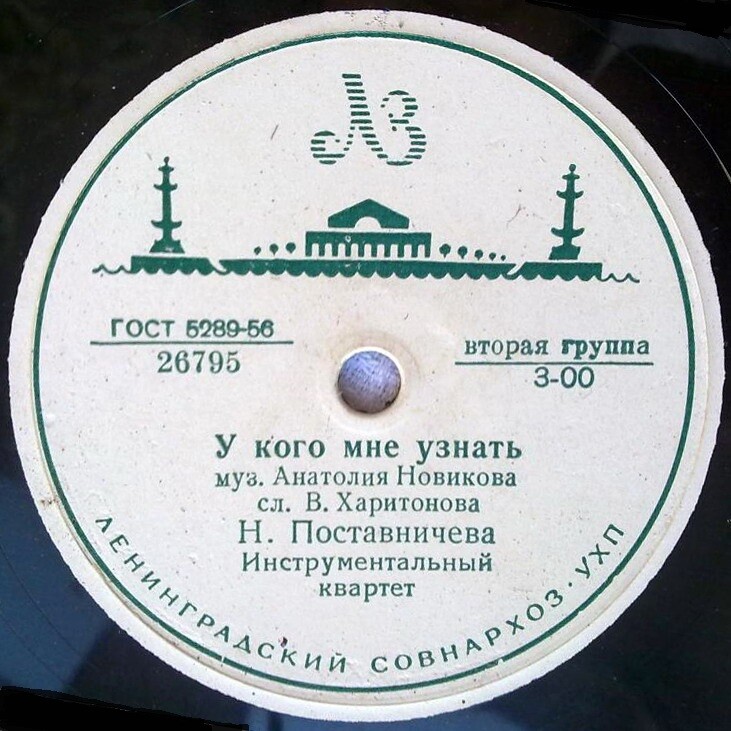 ЛЗ
ГОСТ 5289-56
26795
вторая группа
3-00
У кого мне узнать
муз. Анатолия Новикова
сл. В. Харитонова
Н. Поставничева
Инструментальный
квартет
ЛЕНИНГРАДСКИЙ СОВНАРХОЗ · УХП